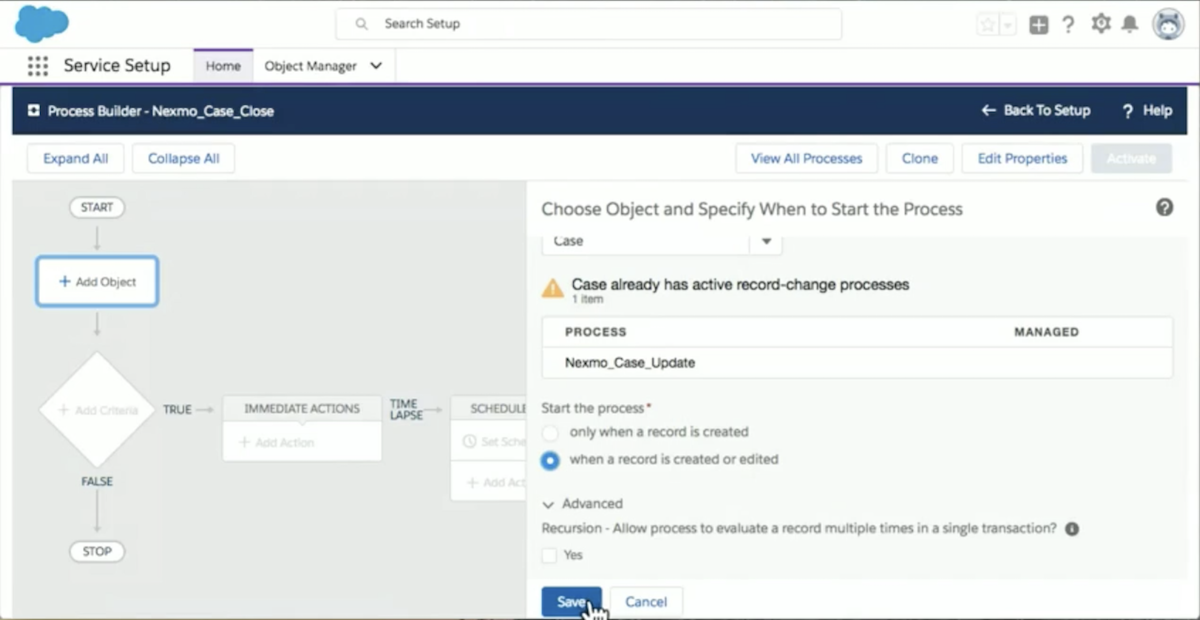 Search Setup
Service Setup
Home
Object Manager
Process Builder - Nexmo_Case_Close
Back To Setup
? Help
Expand All
Collapse All
View All Processes
Clone
Edit Properties
Activate
START
+ Add Object
+ Add Criteria
TRUE
IMMEDIATE ACTIONS
+ Add Action
TIME
LAPSE
SCHEDULE
Set Sche
+ Add Act
FALSE
STOP
Choose Object and Specify When to Start the Process
Case
Case already has active record-change processes
1 item
PROCESS
MANAGED
Nexmo_Case_Update
Start the process*
only when a record is created
when a record is created or edited
Advanced
Recursion - Allow process to evaluate a record multiple times in a single transaction?
Yes
Save
Cancel